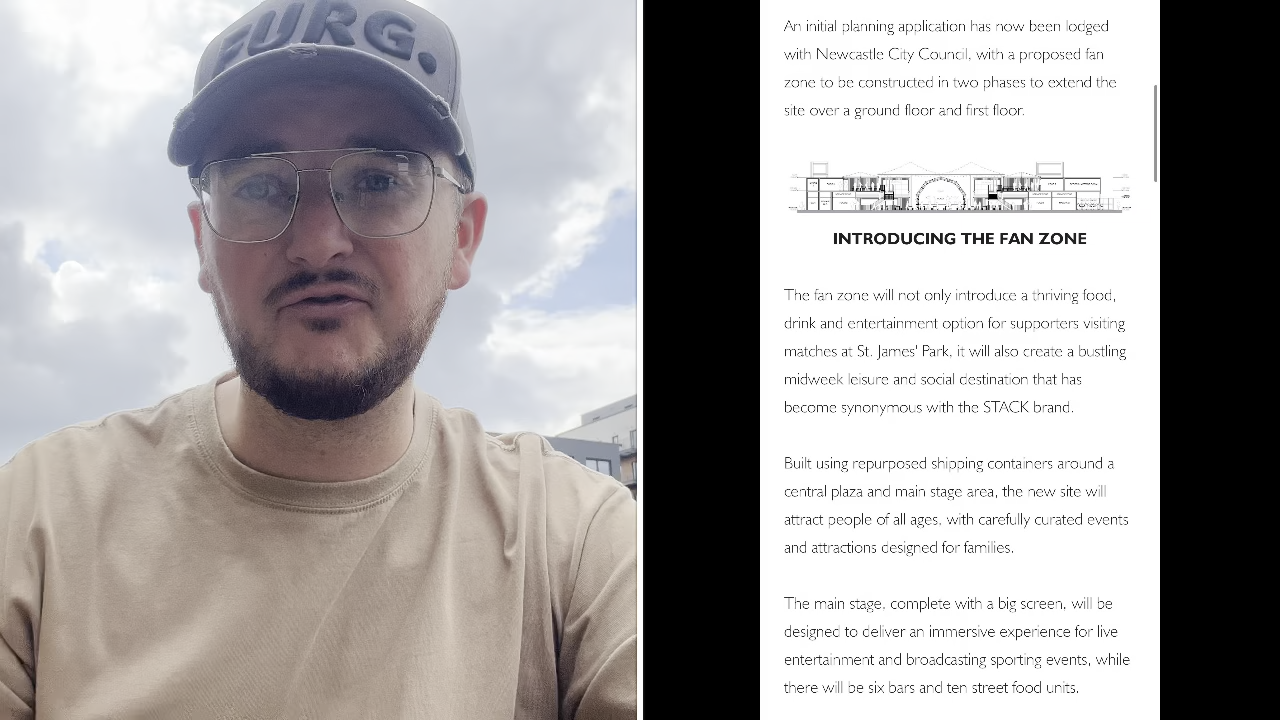 FURG.
An initial planning application has now been lodged
with Newcastle City Council, with a proposed fan
zone to be constructed in two phases to extend the
site over a ground floor and first floor.
INTRODUCING THE FAN ZONE
The fan zone will not only introduce a thriving food,
drink and entertainment option for supporters visiting
matches at St. James' Park, it will also create a bustling
midweek leisure and social destination that has
become synonymous with the STACK brand.
Built using repurposed shipping containers around a
central plaza and main stage area, the new site will
attract people of all ages, with carefully curated events
and attractions designed for families.
The main stage, complete with a big screen, will be
designed to deliver an immersive experience for live
entertainment and broadcasting sporting events, while
there will be six bars and ten street food units.